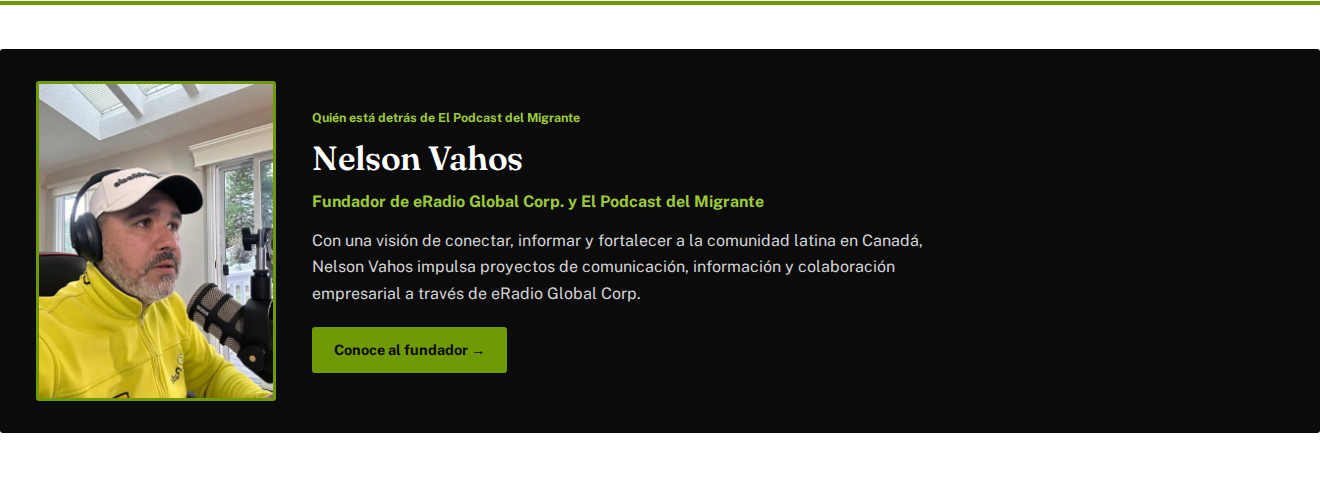 Quién está detrás de El Podcast del Migrante
Nelson Vahos
Fundador de eRadio Global Corp. y El Podcast del Migrante
Con una visión de conectar, informar y fortalecer a la comunidad latina en Canadá,
Nelson Vahos impulsa proyectos de comunicación, información y colaboración
empresarial a través de eRadio Global Corp.
Conoce al fundador →